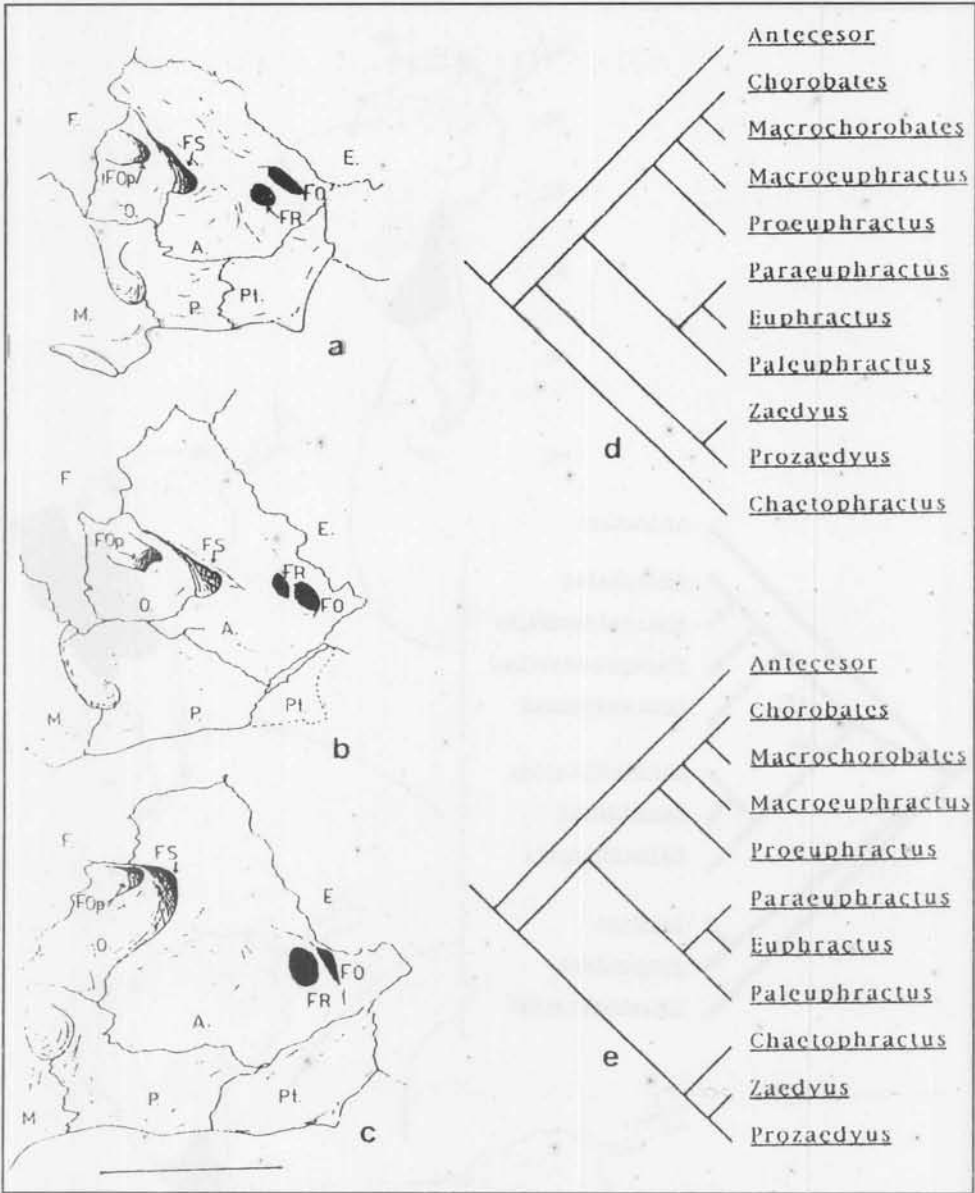 F.
FS
FOp
O.
E.
FO
FR
A.
P.
Pt.
M.
a
F
FOp
FS
E.
FR
FO
O.
A.
M
P.
Pt.
b
F.
FS
FOp
O.
E
FO
FR
A.
M
P.
Pt.
c
Antecesor
Chorobates
Macrochorobates
Macroeuphractus
Proeuphractus
Paraeuphractus
Euphractus
Paleuphractus
Zaedyus
Prozaedyus
Chaetophractus
d
Antecesor
Chorobates
Macrochorobates
Macroeuphractus
Proeuphractus
Paraeuphractus
Euphractus
Paleuphractus
Chaetophractus
Zaedyus
Prozaedyus
e